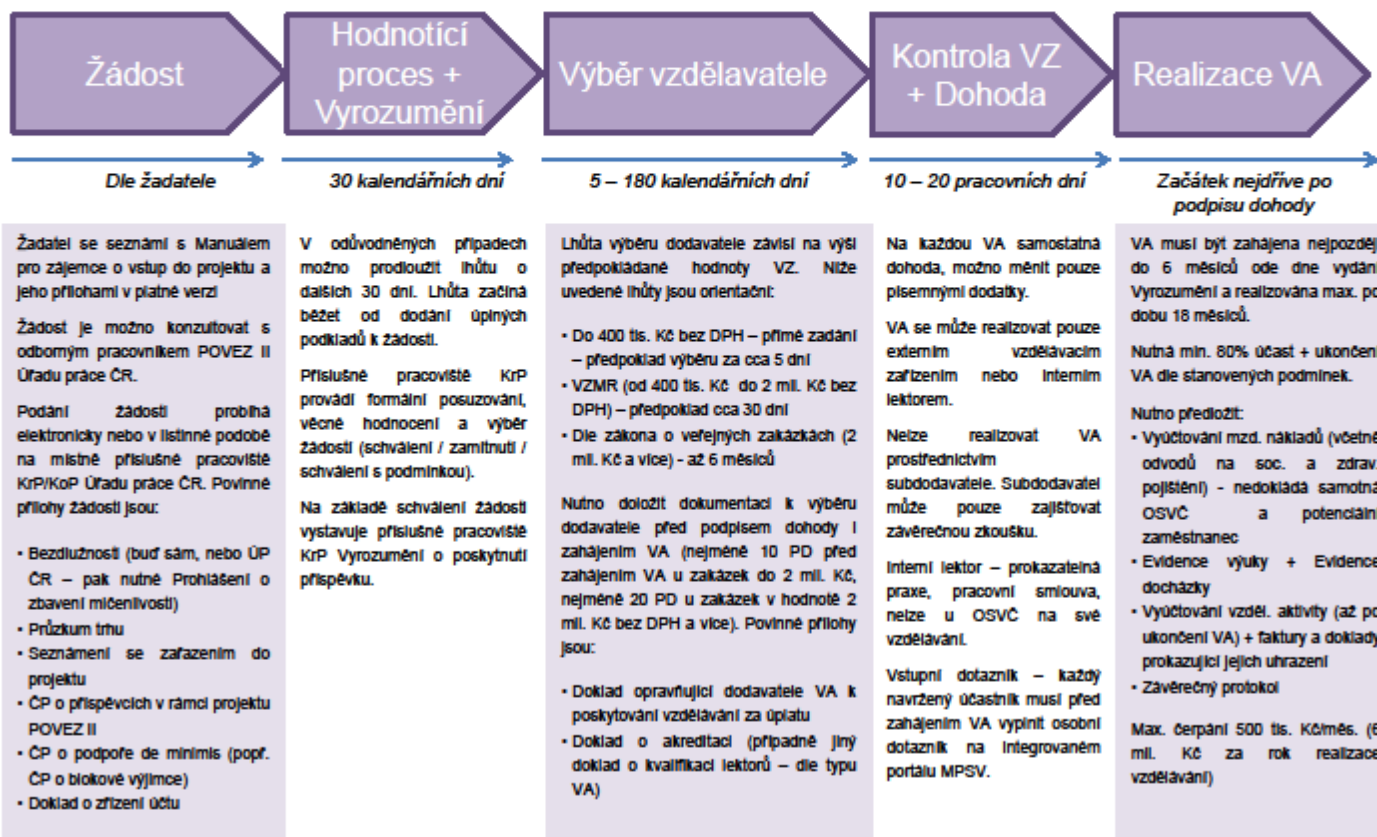 Žádost
Hodnotící
proces +
Vyrozumění
Výběr vzdělavatele
Kontrola VZ
+ Dohoda
Realizace VA
Dle žadatele
30 kalendářních dní
5 – 180 kalendářních dní
10 – 20 pracovních dní
Začátek nejdříve po
podpisu dohody
Žadatel se seznámí s Manuálem
pro zájemce o vstup do projektu a
jeho přílohami v platné verzi
Žádost je možno konzultovat s
odborným pracovníkem POVEZ II
Úřadu práce ČR.
Podání žádosti probíhá
elektronicky nebo v listinné podobě
na místně příslušné pracoviště
KrP/KoP Úřadu práce ČR. Povinné
přílohy žádosti jsou:
• Bezdlužnosti (buď sám, nebo ÚP
ČR – pak nutné Prohlášení o
zbavení mlčenlivosti)
• Průzkum trhu
• Seznámení se zařazením do
projektu
• ČP o příspěvcích v rámci projektu
POVEZ II
• ČP o podpoře de minimis (popř.
ČP o blokové výjimce)
• Doklad o zřízení účtu
V odůvodněných případech
možno prodloužit lhůtu o
dalších 30 dní. Lhůta začíná
běžet od dodání úplných
podkladů k žádosti.
Příslušné pracoviště KrP
provádí formální posuzování,
věcné hodnocení a výběr
žádostí (schválení / zamítnutí /
schválení s podmínkou).
Na základě schválení žádosti
vystavuje příslušné pracoviště
KrP Vyrozumění o poskytnutí
příspěvku.
Lhůta výběru dodavatele závisí na výši
předpokládané hodnoty VZ. Níže
uvedené lhůty jsou orientační:
• Do 400 tis. Kč bez DPH – přímé zadání
– předpoklad výběru za cca 5 dní
• VZMR (od 400 tis. Kč do 2 mil. Kč bez
DPH) – předpoklad cca 30 dní
• Dle zákona o veřejných zakázkách (2
mil. Kč a více) - až 6 měsíců
Nutno doložit dokumentaci k výběru
dodavatele před podpisem dohody i
zahájením VA (nejméně 10 PD před
zahájením VA u zakázek do 2 mil. Kč,
nejméně 20 PD u zakázek v hodnotě 2
mil. Kč bez DPH a více). Povinné přílohy
jsou:
• Doklad opravňující dodavatele VA k
poskytování vzdělávání za úplatu
• Doklad o akreditaci (případně jiný
doklad o kvalifikaci lektorů – dle typu
VA)
Na každou VA samostatná
dohoda, možno měnit pouze
písemnými dodatky.
VA se může realizovat pouze
externím vzdělávacím
zařízením nebo interním
lektorem.
Nelze realizovat VA
prostřednictvím
subdodavatele. Subdodavatel
může pouze zajišťovat
závěrečnou zkoušku.
Interní lektor – prokazatelná
praxe, pracovní smlouva,
nelze u OSVČ na své
vzdělávání.
Vstupní dotazník – každý
navržený účastník musí před
zahájením VA vyplnit osobní
dotazník na Integrovaném
portálu MPSV.
VA musí být zahájena nejpozději
do 6 měsíců ode dne vydání
Vyrozumění a realizována max. po
dobu 18 měsíců.
Nutná min. 80% účast + ukončení
VA dle stanovených podmínek.
Nutno předložit:
• Vyúčtování mzd. nákladů (včetně
odvodů na soc. a zdrav.
pojištění) - nedokládá samotná
OSVČ a potenciální
zaměstnanec
• Evidence výuky + Evidence
docházky
• Vyúčtování vzděl. aktivity (až po
ukončení VA) + faktury a doklady
prokazující jejich uhrazení
• Závěrečný protokol
Max. čerpání 500 tis. Kč/měs. (6
mil. Kč za rok realizace
vzdělávání)